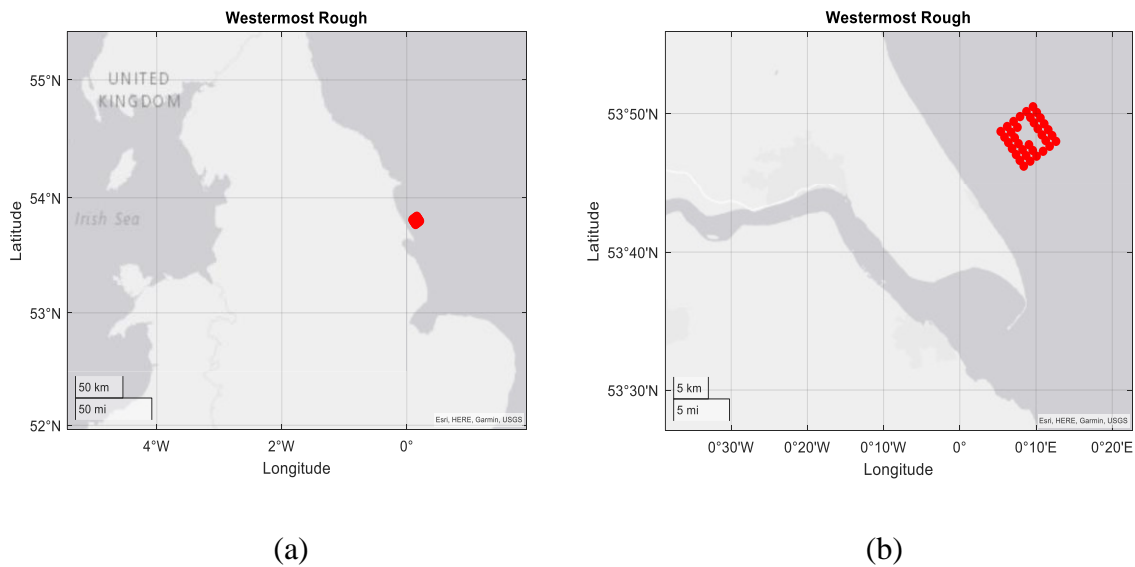 Westermost Rough
55°N
54°N
53°N
52°N
Latitude
UNITED
KINGDOM
Irish Sea
50 km
50 mi
Esri, HERE, Garmin, USGS
4°W 2°W 0°
Longitude
(a)
Westermost Rough
53°50'N
53°40'N
53°30'N
Latitude
5 km
5 mi
Esri, HERE, Garmin, USGS
0°30'W 0°20'W 0°10'W 0° 0°10'E 0°20'E
Longitude
(b)